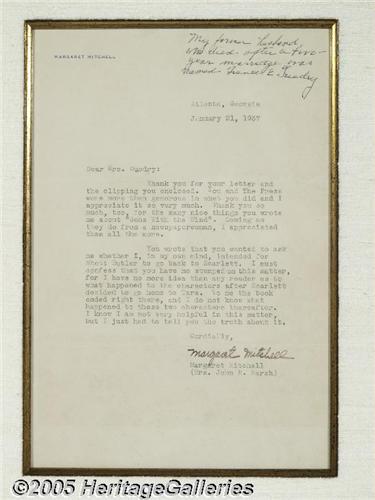 My former husband,
who died after a five-
year marriage was
named Francis E.
MARGARET MITCHELL
Atlanta, Georgia
January 21, 1937
Dear Mrs.
Thank you for your letter and
the clipping you enclosed. You and The Press
were more than generous in what you did and I
appreciate it so very much. Thank you so
much, too, for the many nice things you wrote
me about "Gone With the Wind". Coming as
they do from a newspaperwoman, I appreciated
them all the more.
You wrote that you wanted to ask
me whether I, in my own mind, intended for
Rhett Butler to go back to Scarlett. I must
confess that you have me stumped on this matter,
for I have no more idea than any reader as to
what happened to the characters after Scarlett
decided to go home to Tara. To me the book
ended right there, and I do not know what
happened to these two characters thereafter.
I know I am not very helpful in this matter,
but I just had to tell you the truth about it.
Cordially,
Margaret Mitchell
Margaret Mitchell
(Mrs. John R. Marsh)
©2005 HeritageGalleries